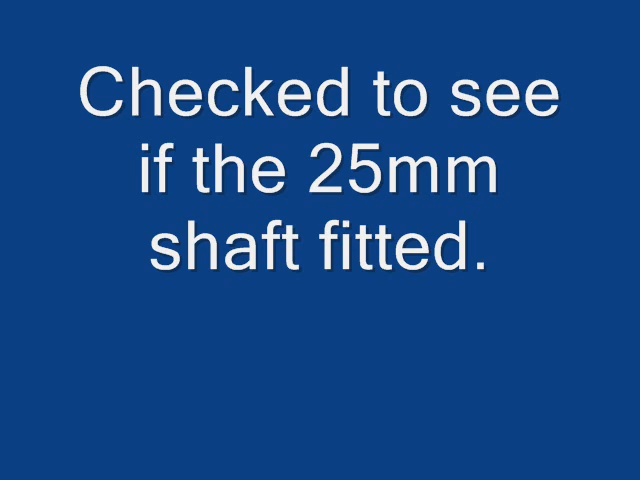 Checked to see
if the 25mm
shaft fitted.